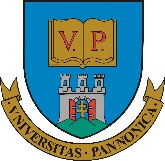 V. P.
UNIVERSITAS · PANNONICA